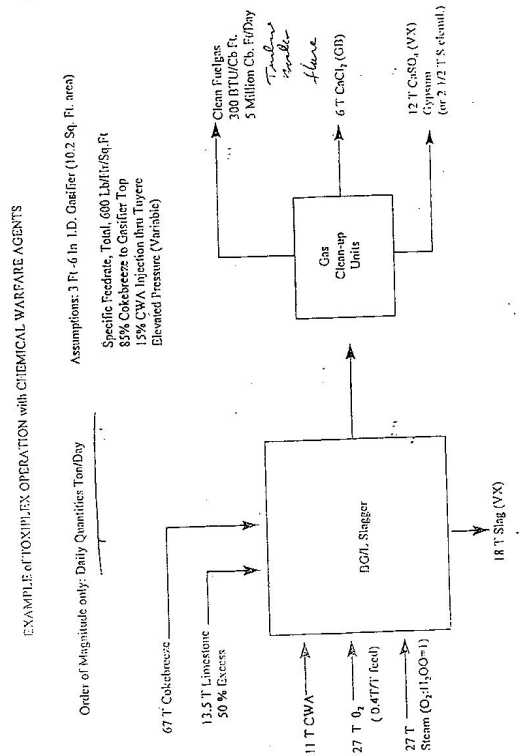 EXAMPLE of TOXIPLEX OPERATION with CHEMICAL WARFARE AGENTS
Order of Magnitude only: Daily Quantities Ton/Day
Assumptions: 3 Ft-6 In I.D. Gasifier (10.2 Sq. Ft. area)
Specific Feedrate, Total, 600 Lb/Hr/Sq.Ft
85% Cokebreeze to Gasifier Top
15% CWA Injection thru Tuyere
Elevated Pressure (Variable)
67 T Cokebreeze
13.5 T Limestone
50 % Excess
11 T CWA
27 T O₂
(0.4T/T feed)
27 T
Steam (O₂:H₂O=1)
BG/L Slagger
18 T Slag (VX)
Gas
Clean-up
Units
Clean Fuelgas
300 BTU/Cb Ft.
5 Million Cb. Ft/Day
flare
6 T CaCl₂ (GB)
12 T CaSO₄ (VX)
Gypsum
(or 2 1/2 T S elemtl.)